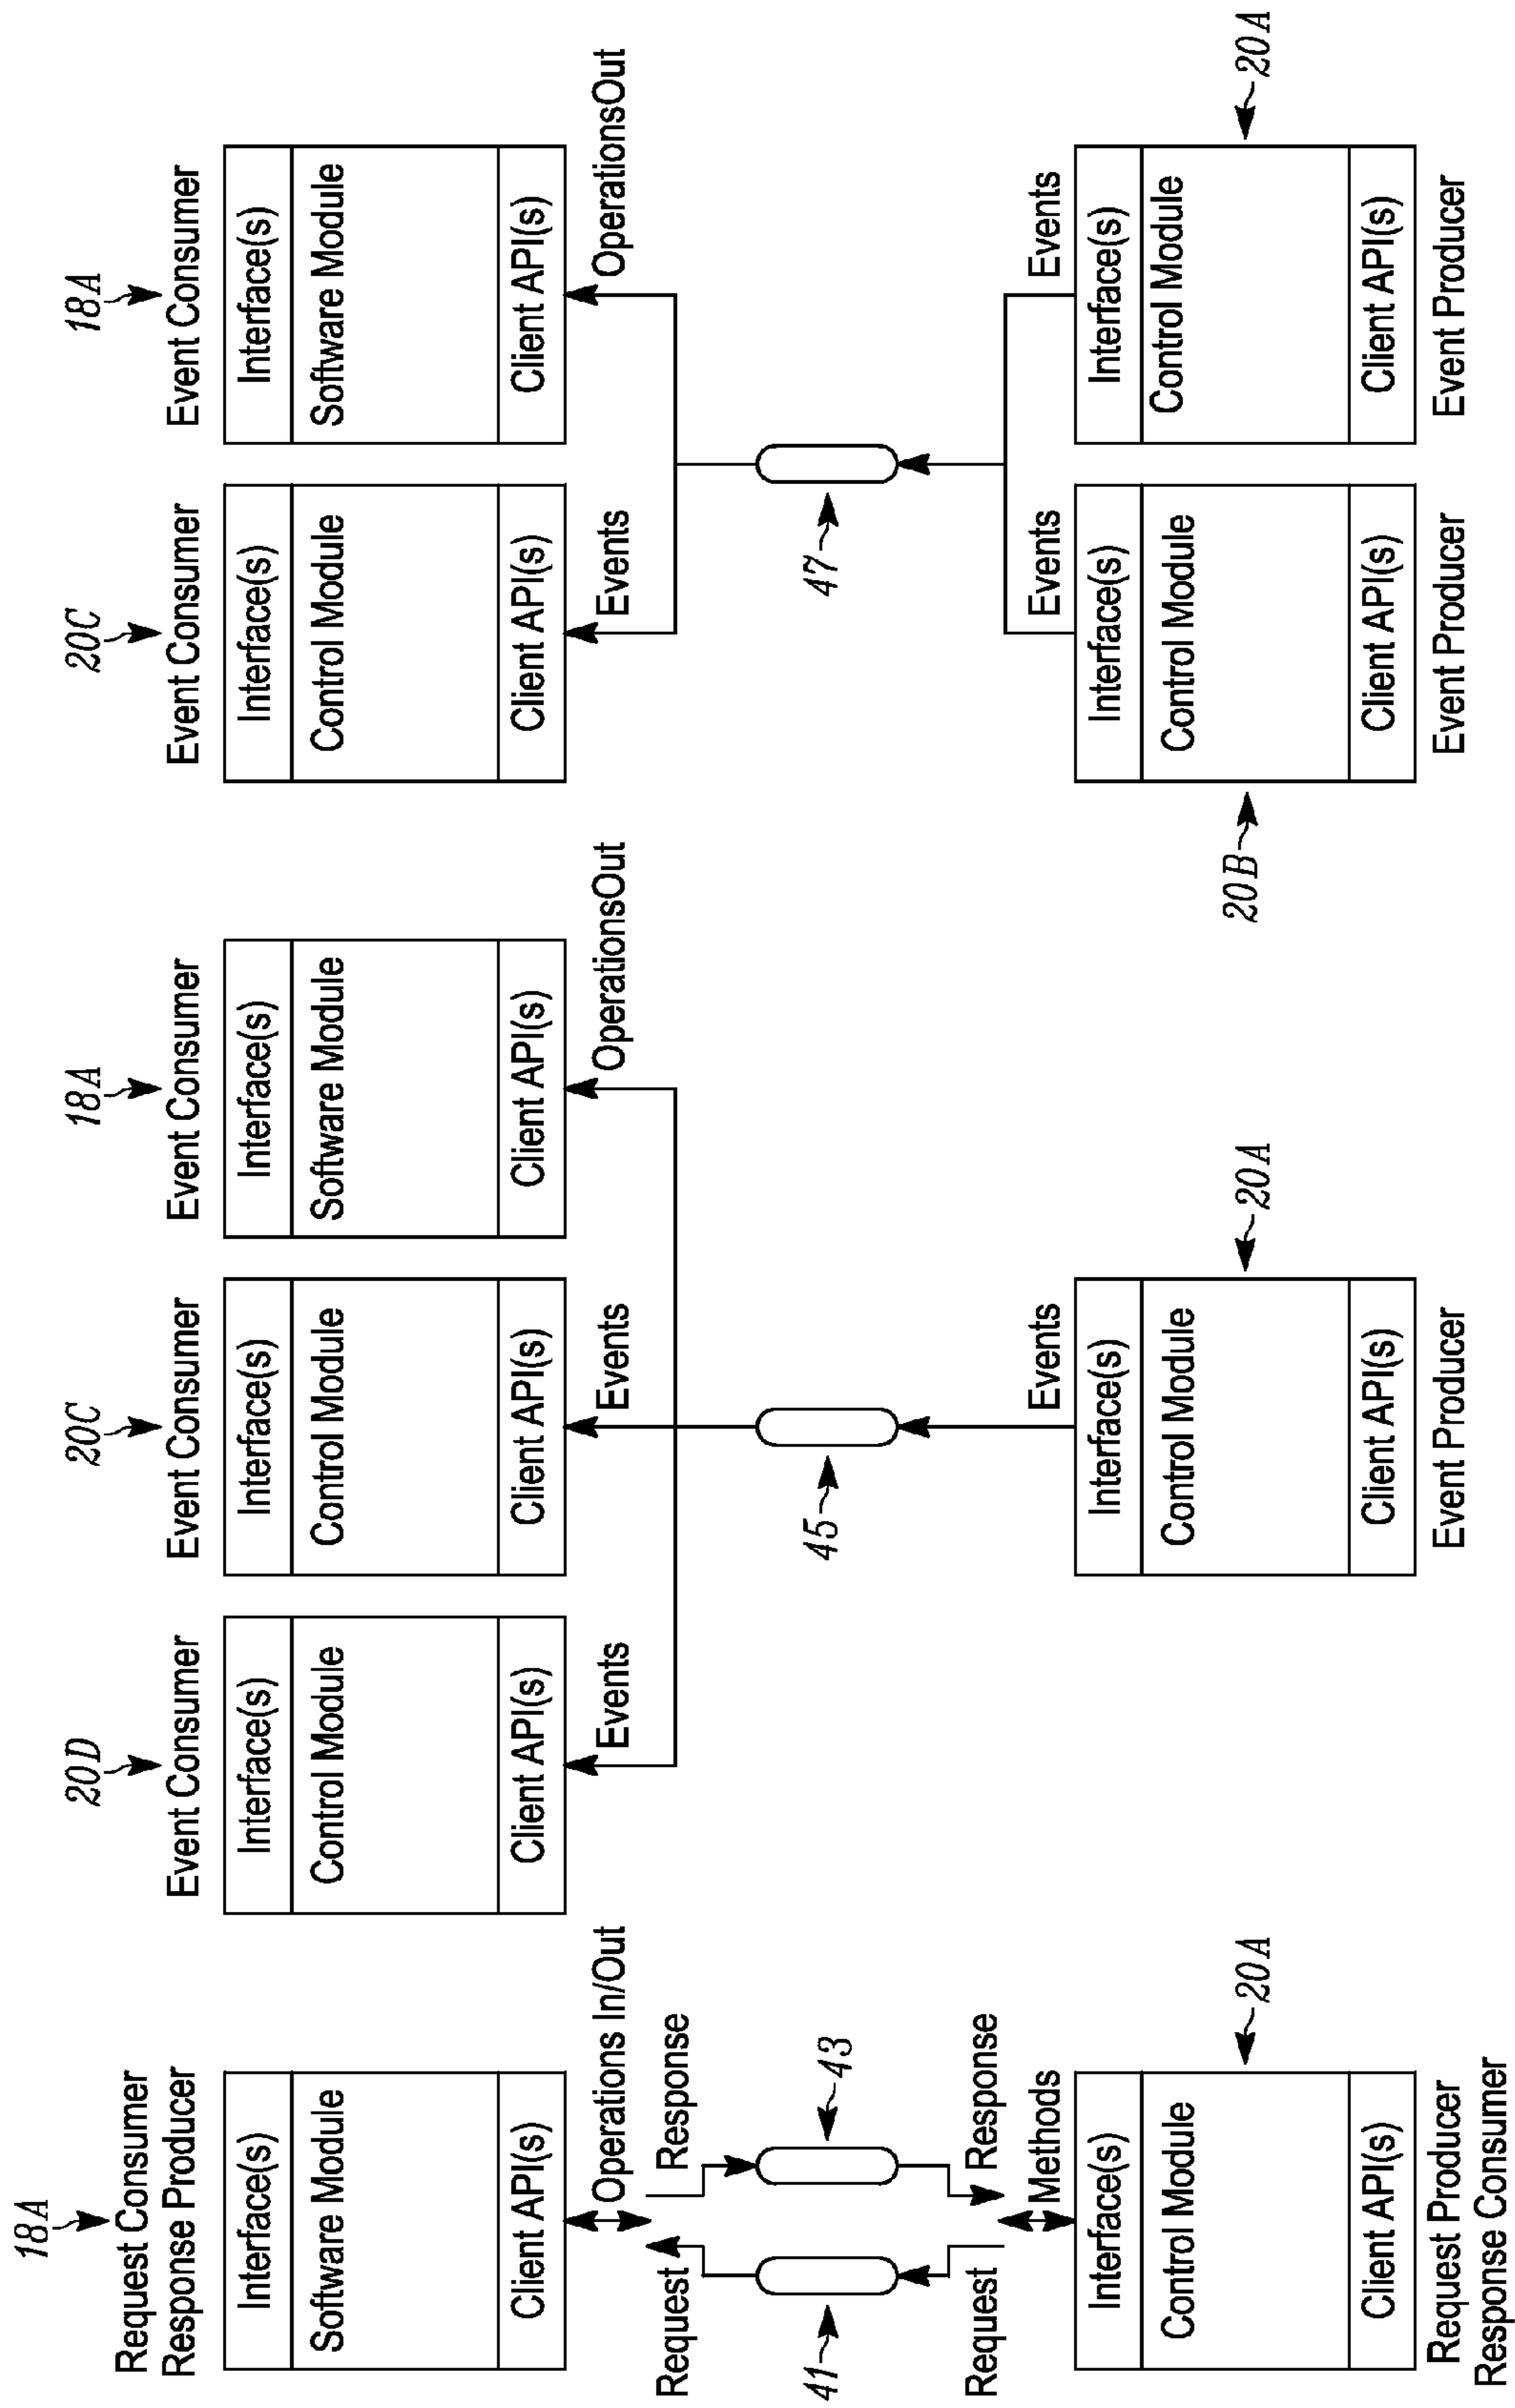 18A
Request Consumer
Response Producer
Interface(s)
Software Module
Client API(s)
Operations In/Out
Request
Response
41
43
Request
Response
Methods
Interface(s)
Control Module
Client API(s)
20A
Request Producer
Response Consumer
20D
Event Consumer
Interface(s)
Control Module
Client API(s)
Events
20C
Event Consumer
Interface(s)
Control Module
Client API(s)
Events
18A
Event Consumer
Interface(s)
Software Module
Client API(s)
OperationsOut
45
Events
Interface(s)
Control Module
Client API(s)
20A
Event Producer
20C
Event Consumer
Interface(s)
Control Module
Client API(s)
Events
18A
Event Consumer
Interface(s)
Software Module
Client API(s)
OperationsOut
47
Events
Interface(s)
Control Module
Client API(s)
20B
Event Producer
Events
Interface(s)
Control Module
Client API(s)
20A
Event Producer